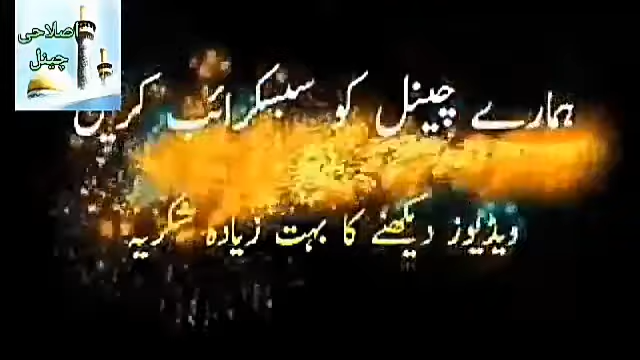 اصلاحی
چینل
ہمارے چینل کو سبسکرائب کریں
ویڈیوز دیکھنے کا بہت زیادہ شکریہ